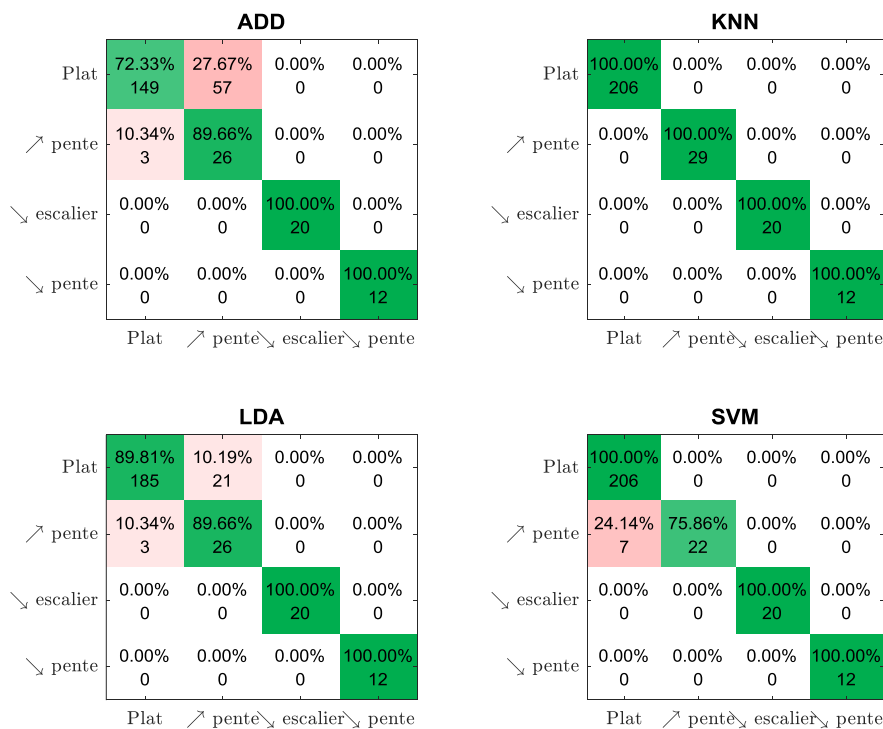 ADD
Plat
72.33% 27.67% 0.00% 0.00%
149 57 0 0
↗ pente
10.34% 89.66% 0.00% 0.00%
3 26 0 0
↘ escalier
0.00% 0.00% 100.00% 0.00%
0 0 20 0
↘ pente
0.00% 0.00% 0.00% 100.00%
0 0 0 12
Plat ↗ pente ↘ escalier ↘ pente
KNN
Plat
100.00% 0.00% 0.00% 0.00%
206 0 0 0
↗ pente
0.00% 100.00% 0.00% 0.00%
0 29 0 0
↘ escalier
0.00% 0.00% 100.00% 0.00%
0 0 20 0
↘ pente
0.00% 0.00% 0.00% 100.00%
0 0 0 12
Plat ↗ pente ↘ escalier ↘ pente
LDA
Plat
89.81% 10.19% 0.00% 0.00%
185 21 0 0
↗ pente
10.34% 89.66% 0.00% 0.00%
3 26 0 0
↘ escalier
0.00% 0.00% 100.00% 0.00%
0 0 20 0
↘ pente
0.00% 0.00% 0.00% 100.00%
0 0 0 12
Plat ↗ pente ↘ escalier ↘ pente
SVM
Plat
100.00% 0.00% 0.00% 0.00%
206 0 0 0
↗ pente
24.14% 75.86% 0.00% 0.00%
7 22 0 0
↘ escalier
0.00% 0.00% 100.00% 0.00%
0 0 20 0
↘ pente
0.00% 0.00% 0.00% 100.00%
0 0 0 12
Plat ↗ pente ↘ escalier ↘ pente